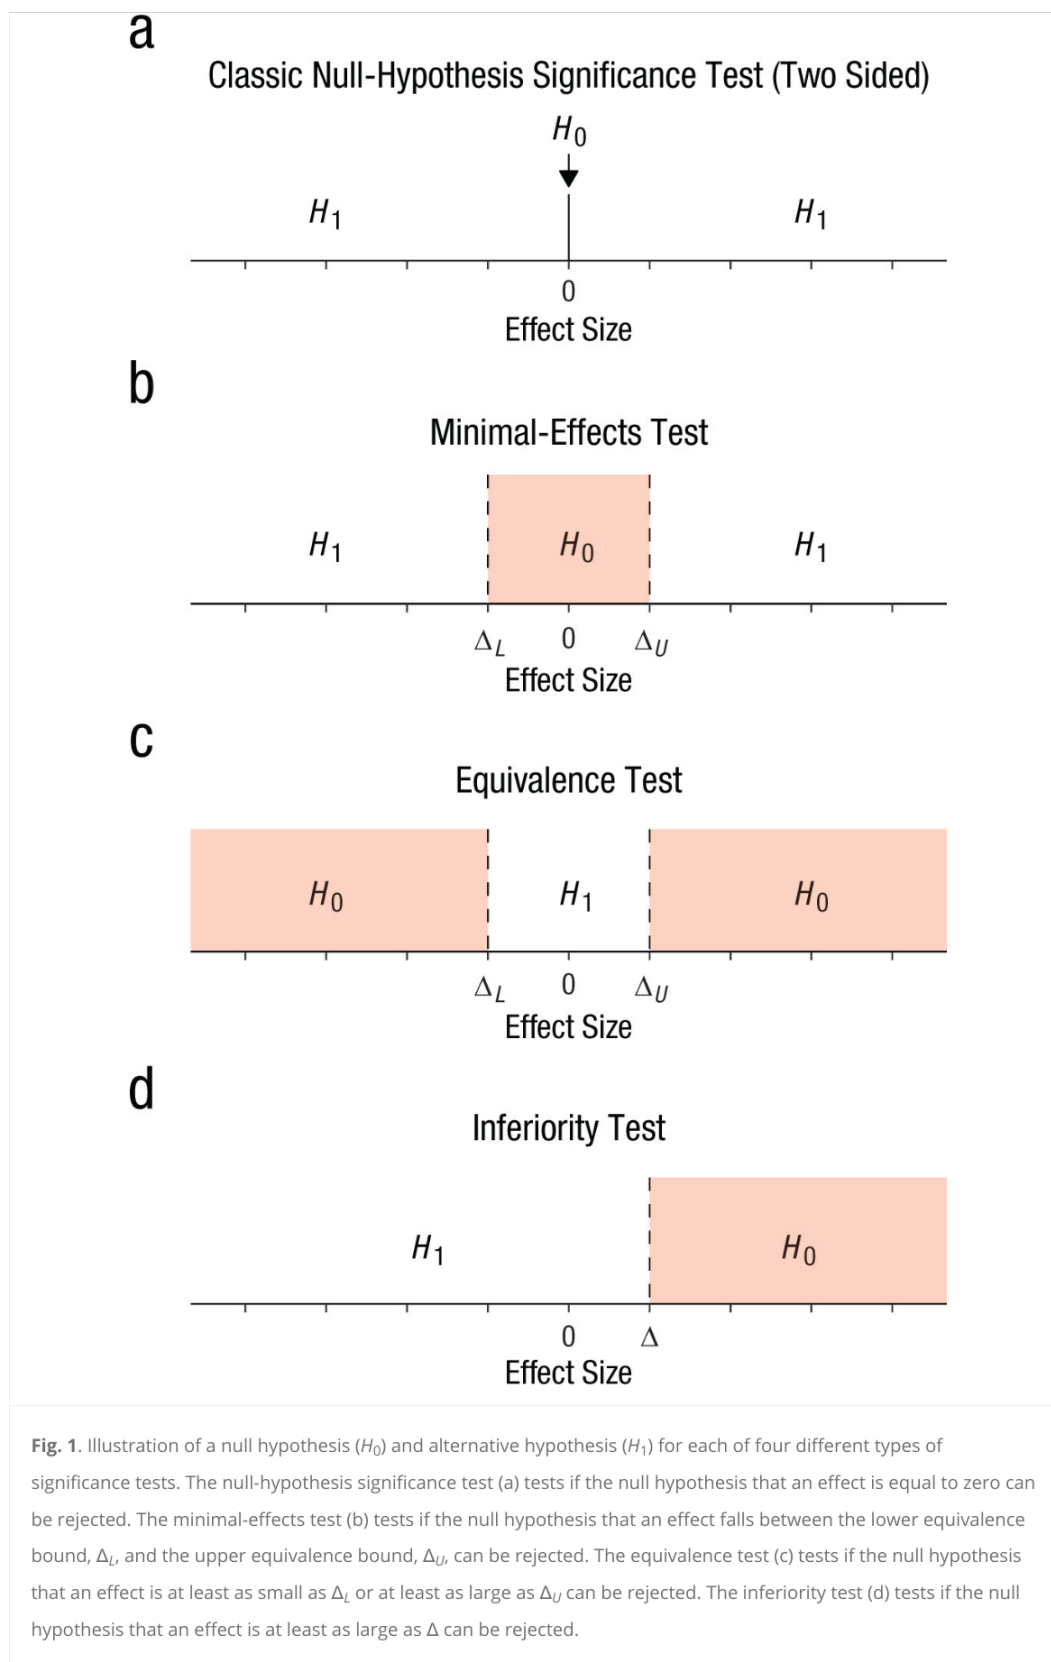 a
Classic Null-Hypothesis Significance Test (Two Sided)
H0
H1 H1
0
Effect Size
b
Minimal-Effects Test
H1 H0 H1
ΔL 0 ΔU
Effect Size
c
Equivalence Test
H0 H1 H0
ΔL 0 ΔU
Effect Size
d
Inferiority Test
H1 H0
0 Δ
Effect Size
Fig. 1. Illustration of a null hypothesis (H0) and alternative hypothesis (H1) for each of four different types of
significance tests. The null-hypothesis significance test (a) tests if the null hypothesis that an effect is equal to zero can
be rejected. The minimal-effects test (b) tests if the null hypothesis that an effect falls between the lower equivalence
bound, ΔL, and the upper equivalence bound, ΔU, can be rejected. The equivalence test (c) tests if the null hypothesis
that an effect is at least as small as ΔL or at least as large as ΔU can be rejected. The inferiority test (d) tests if the null
hypothesis that an effect is at least as large as Δ can be rejected.